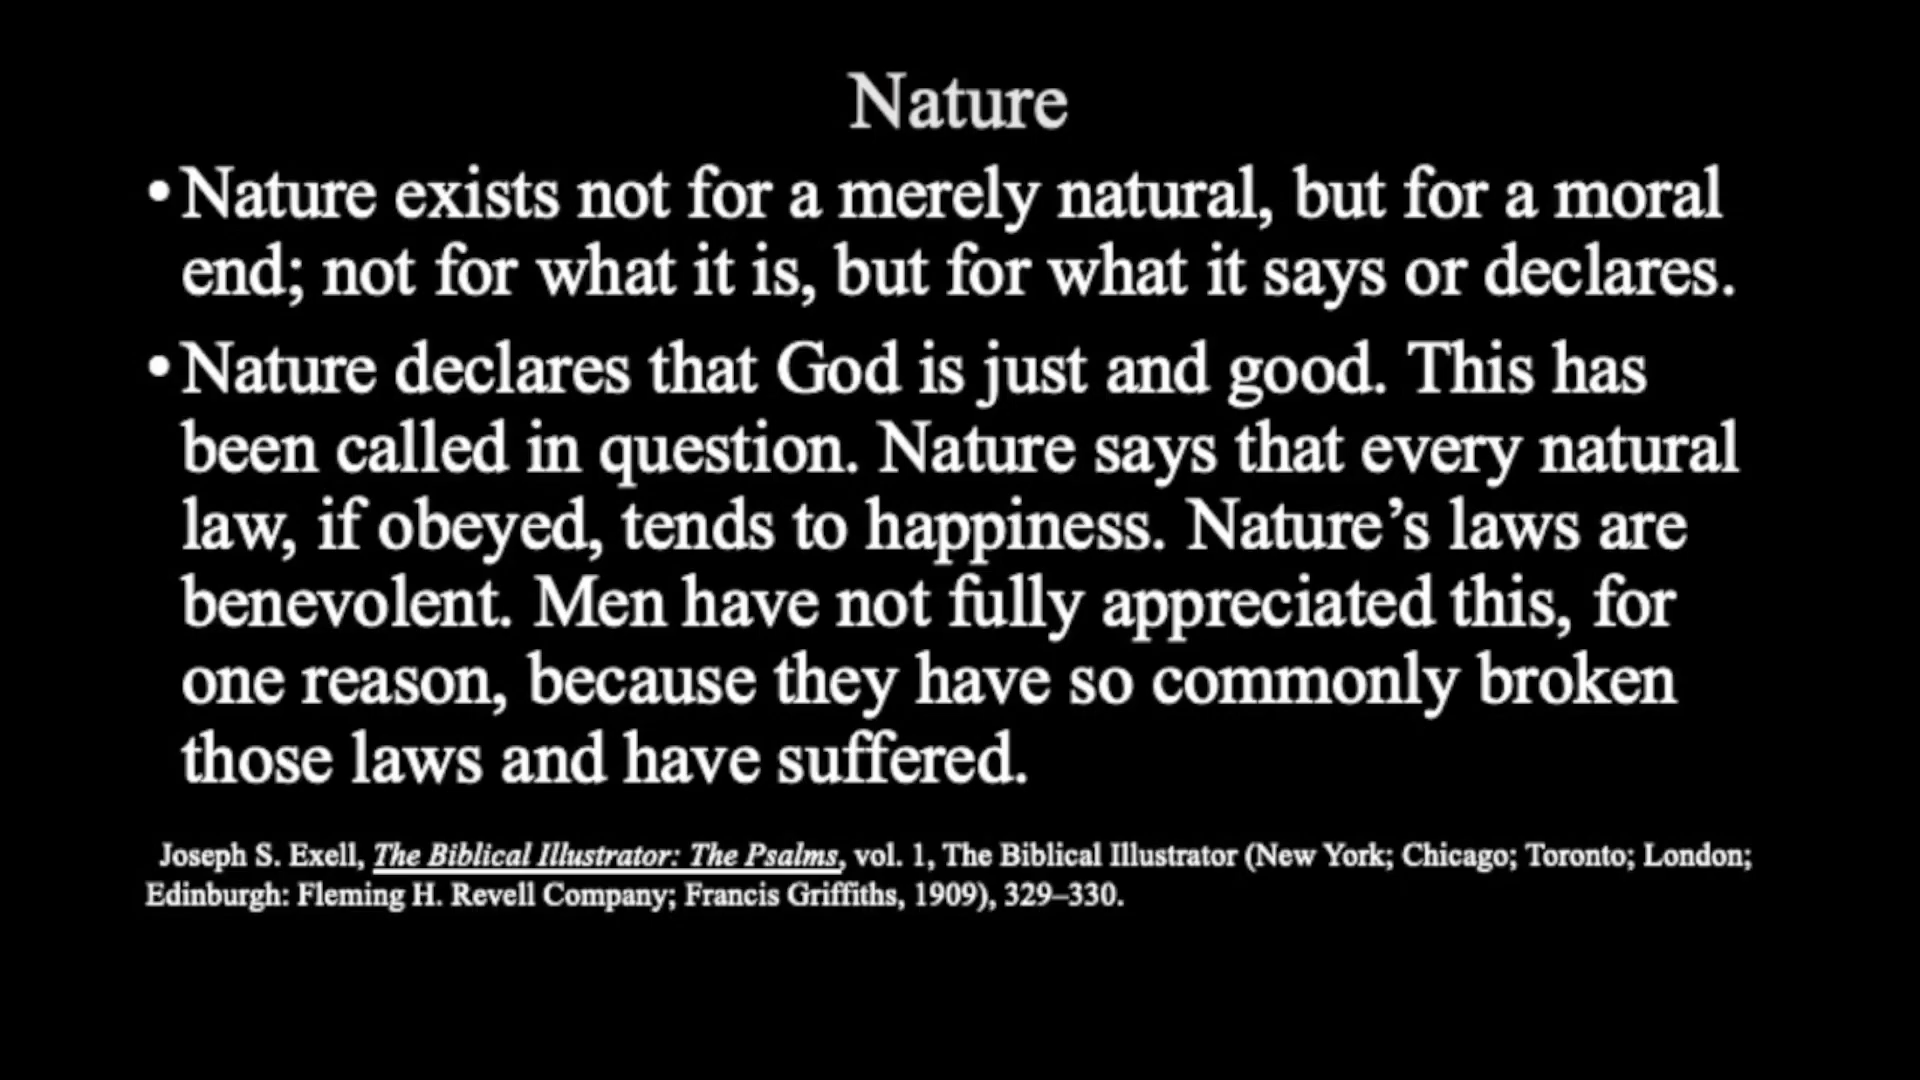 Nature
• Nature exists not for a merely natural, but for a moral
end; not for what it is, but for what it says or declares.
• Nature declares that God is just and good. This has
been called in question. Nature says that every natural
law, if obeyed, tends to happiness. Nature’s laws are
benevolent. Men have not fully appreciated this, for
one reason, because they have so commonly broken
those laws and have suffered.
Joseph S. Exell, The Biblical Illustrator: The Psalms, vol. 1, The Biblical Illustrator (New York; Chicago; Toronto; London;
Edinburgh: Fleming H. Revell Company; Francis Griffiths, 1909), 329–330.